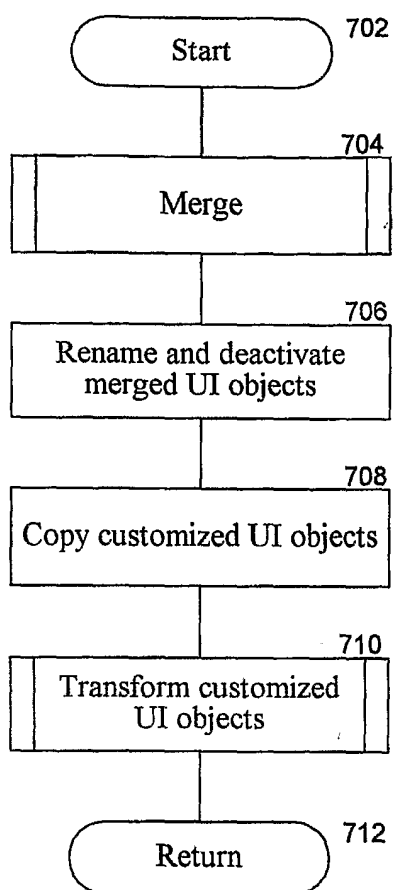 702
Start
704
Merge
706
Rename and deactivate
merged UI objects
708
Copy customized UI objects
710
Transform customized
UI objects
712
Return